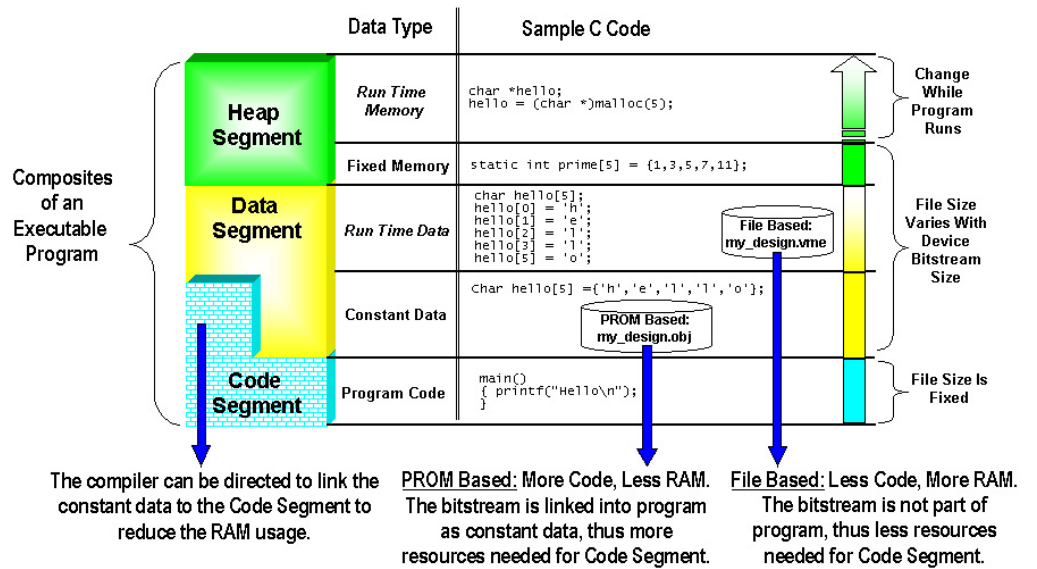 Data Type
Sample C Code
Composites
of an
Executable
Program
Heap
Segment
Run Time
Memory
char *hello;
hello = (char *)malloc(5);
Change
While
Program
Runs
Fixed Memory
static int prime[5] = {1,3,5,7,11};
Data
Segment
Run Time Data
char hello[5];
hello[0] = 'h';
hello[1] = 'e';
hello[2] = 'l';
hello[3] = 'l';
hello[5] = 'o';
File Based:
my_design.vme
File Size
Varies With
Device
Bitstream
Size
Constant Data
Char hello[5] ={'h','e','l','l','o'};
PROM Based:
my_design.obj
Code
Segment
Program Code
main()
{ printf("Hello\n");
}
File Size Is
Fixed
The compiler can be directed to link the
constant data to the Code Segment to
reduce the RAM usage.
PROM Based: More Code, Less RAM.
The bitstream is linked into program
as constant data, thus more
resources needed for Code Segment.
File Based: Less Code, More RAM.
The bitstream is not part of
program, thus less resources
needed for Code Segment.